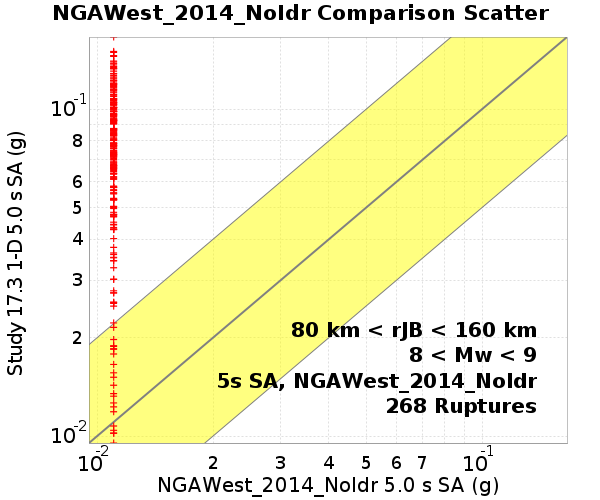 NGAWest_2014_NoIdr Comparison Scatter
Study 17.3 1-D 5.0 s SA (g)
10-1
8
6
5
4
3
2
10-2
80 km < rJB < 160 km
8 < Mw < 9
5s SA, NGAWest_2014_NoIdr
268 Ruptures
10-2 2 3 4 5 6 7 10-1
NGAWest_2014_NoIdr 5.0 s SA (g)